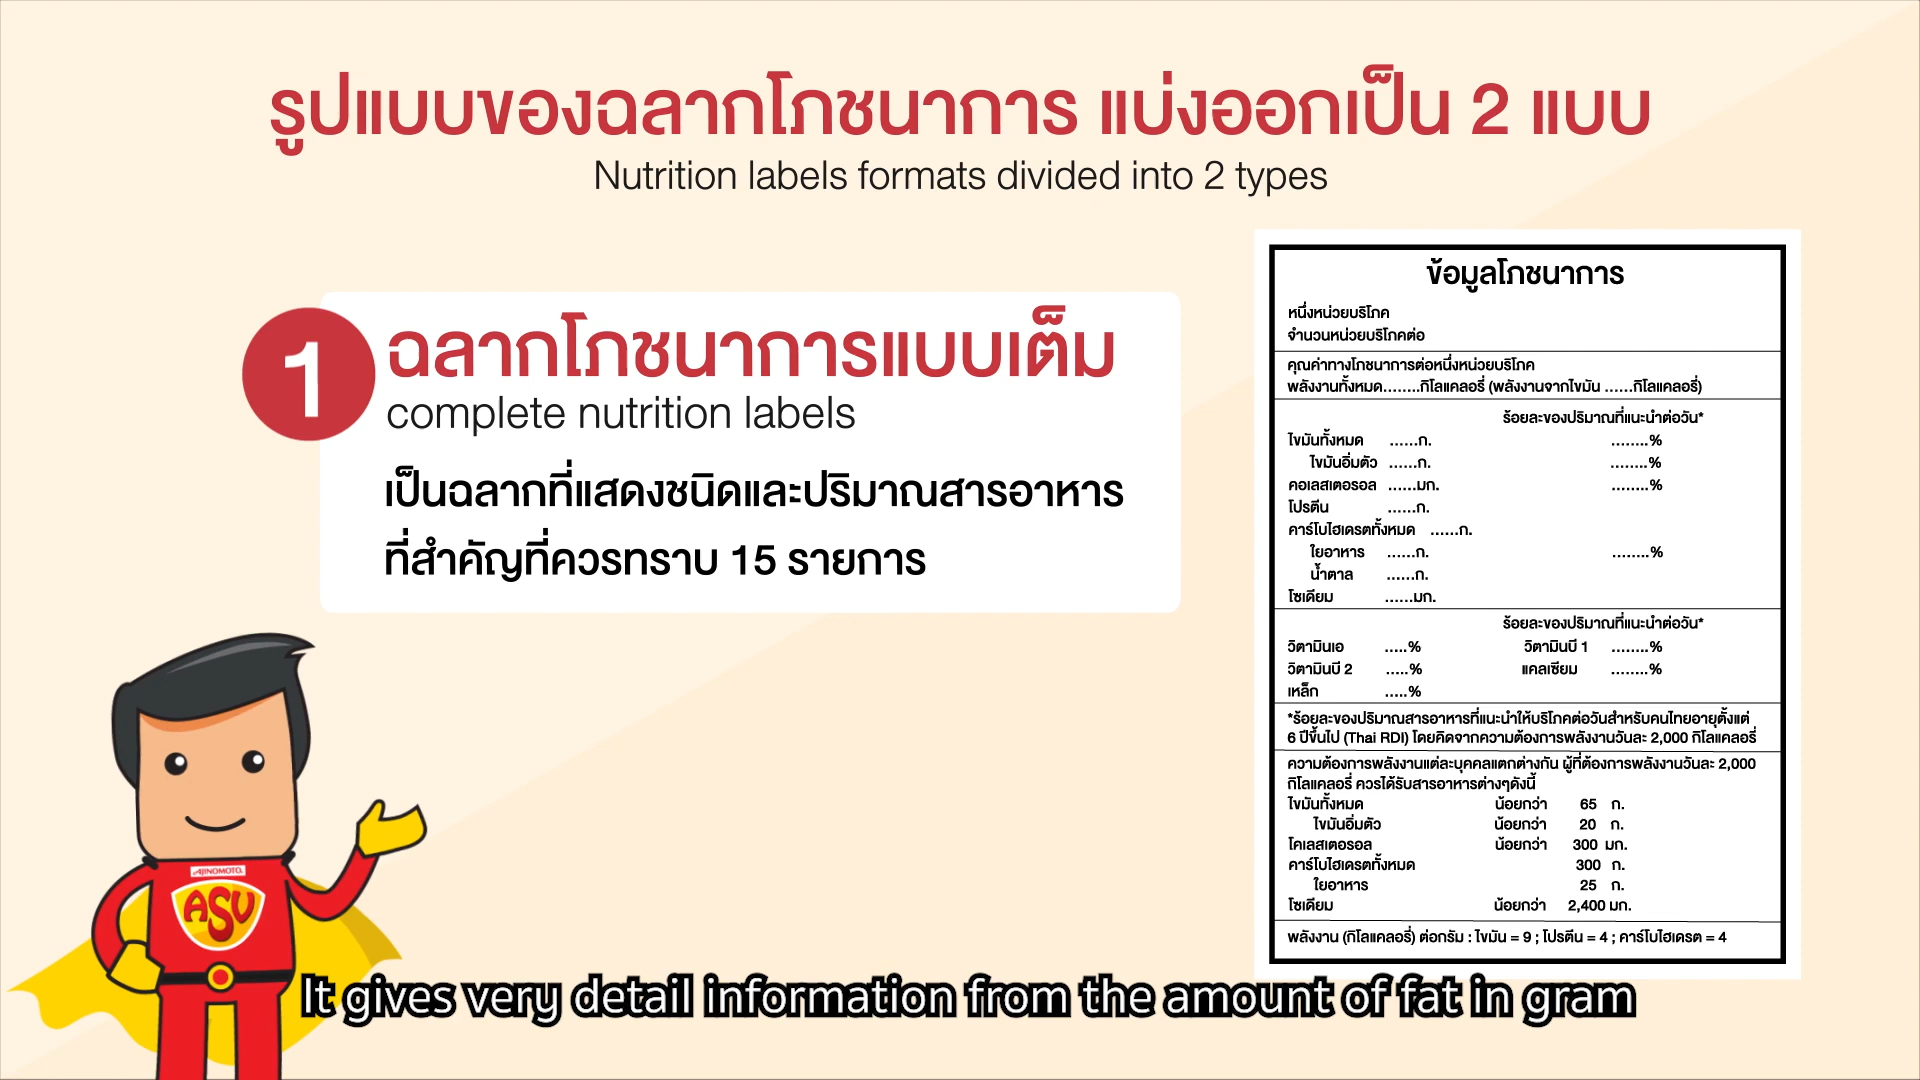 รูปแบบของฉลากโภชนาการ แบ่งออกเป็น 2 แบบ
Nutrition labels formats divided into 2 types
1
ฉลากโภชนาการแบบเต็ม
complete nutrition labels
เป็นฉลากที่แสดงชนิดและปริมาณสารอาหาร
ที่สำคัญที่ควรทราบ 15 รายการ
ข้อมูลโภชนาการ
หนึ่งหน่วยบริโภค
จำนวนหน่วยบริโภคต่อ
คุณค่าทางโภชนาการต่อหนึ่งหน่วยบริโภค
พลังงานทั้งหมด........กิโลแคลอรี่ (พลังงานจากไขมัน ......กิโลแคลอรี่)
ร้อยละของปริมาณที่แนะนำต่อวัน*
ไขมันทั้งหมด ......ก. ........%
ไขมันอิ่มตัว ......ก. ........%
คอเลสเตอรอล ......มก. ........%
โปรตีน ......ก.
คาร์โบไฮเดรตทั้งหมด ......ก.
ใยอาหาร ......ก. ........%
น้ำตาล ......ก.
โซเดียม ......มก.
ร้อยละของปริมาณที่แนะนำต่อวัน*
วิตามินเอ .....% วิตามินบี 1 ........%
วิตามินบี 2 .....% แคลเซียม ........%
เหล็ก .....%
*ร้อยละของปริมาณสารอาหารที่แนะนำให้บริโภคต่อวันสำหรับคนไทยอายุตั้งแต่
6 ปีขึ้นไป (Thai RDI) โดยคิดจากความต้องการพลังงานวันละ 2,000 กิโลแคลอรี่
ความต้องการพลังงานแต่ละบุคคลแตกต่างกัน ผู้ที่ต้องการพลังงานวันละ 2,000
กิโลแคลอรี่ ควรได้รับสารอาหารต่างๆดังนี้
ไขมันทั้งหมด น้อยกว่า 65 ก.
ไขมันอิ่มตัว น้อยกว่า 20 ก.
โคเลสเตอรอล น้อยกว่า 300 มก.
คาร์โบไฮเดรตทั้งหมด 300 ก.
ใยอาหาร 25 ก.
โซเดียม น้อยกว่า 2,400 มก.
พลังงาน (กิโลแคลอรี่) ต่อกรัม : ไขมัน = 9 ; โปรตีน = 4 ; คาร์โบไฮเดรต = 4
AJINOMOTO.
ASV
It gives very detail information from the amount of fat in gram